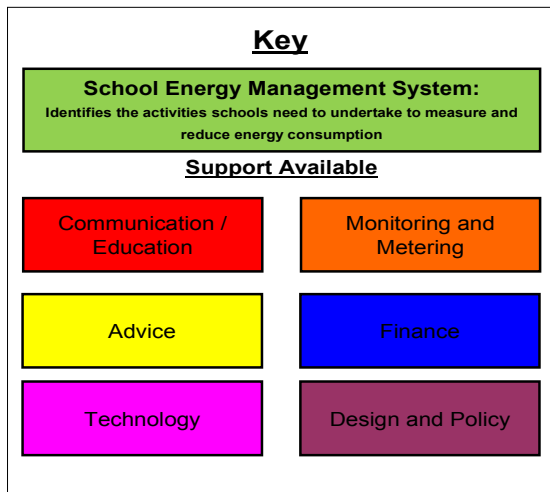 Key
School Energy Management System:
Identifies the activities schools need to undertake to measure and
reduce energy consumption
Support Available
Communication /
Education
Monitoring and
Metering
Advice
Finance
Technology
Design and Policy